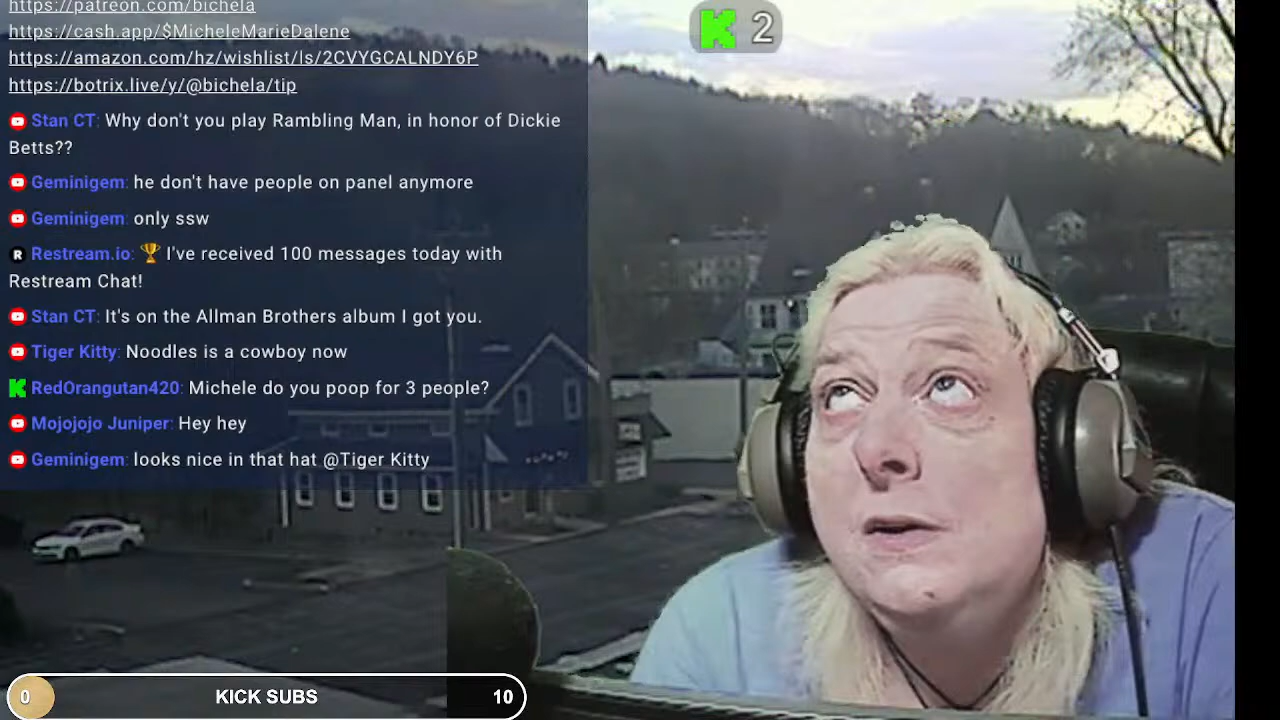 https://patreon.com/bichela
https://cash.app/$MicheleMarieDalene
https://amazon.com/hz/wishlist/ls/2CVYGCALNDY6P
https://botrix.live/y/@bichela/tip
Stan CT: Why don't you play Rambling Man, in honor of Dickie
Betts??
Geminigem: he don't have people on panel anymore
Geminigem: only ssw
Restream.io: 🏆 I've received 100 messages today with
Restream Chat!
Stan CT: It's on the Allman Brothers album I got you.
Tiger Kitty: Noodles is a cowboy now
RedOrangutan420: Michele do you poop for 3 people?
Mojojojo Juniper: Hey hey
Geminigem: looks nice in that hat @Tiger Kitty
K 2
0 KICK SUBS 10